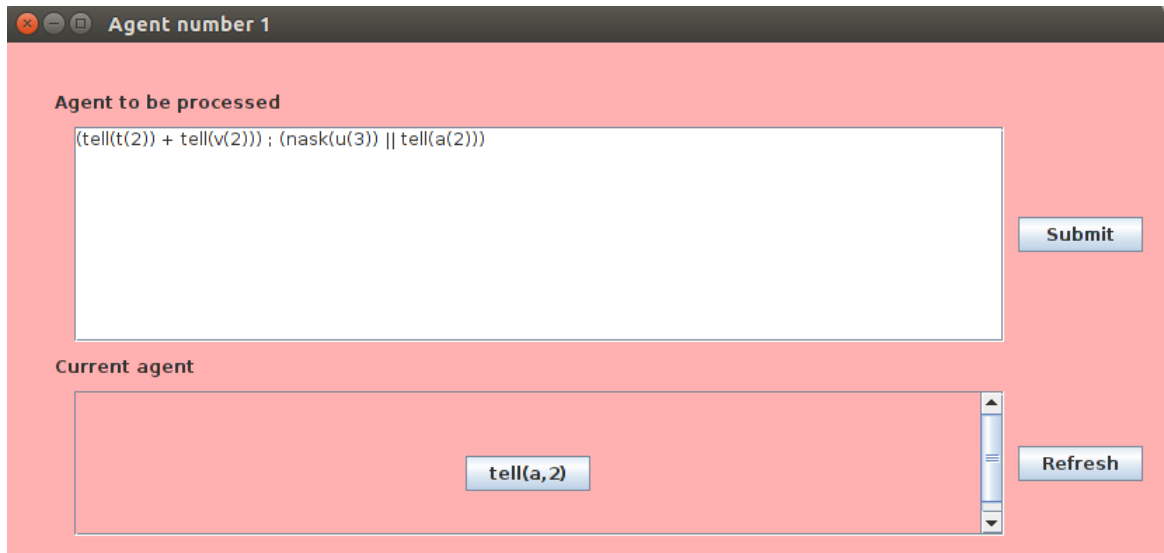 Agent number 1
Agent to be processed
(tell(t(2)) + tell(v(2))) ; (nask(u(3)) || tell(a(2)))
Submit
Current agent
tell(a,2)
Refresh